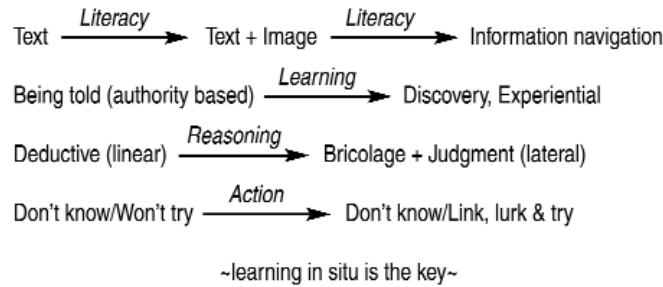 Literacy Literacy
Text Text + Image Information navigation
Learning
Being told (authority based) Discovery, Experiential
Reasoning
Deductive (linear) Bricolage + Judgment (lateral)
Action
Don't know/Won't try Don't know/Link, lurk & try
~learning in situ is the key~